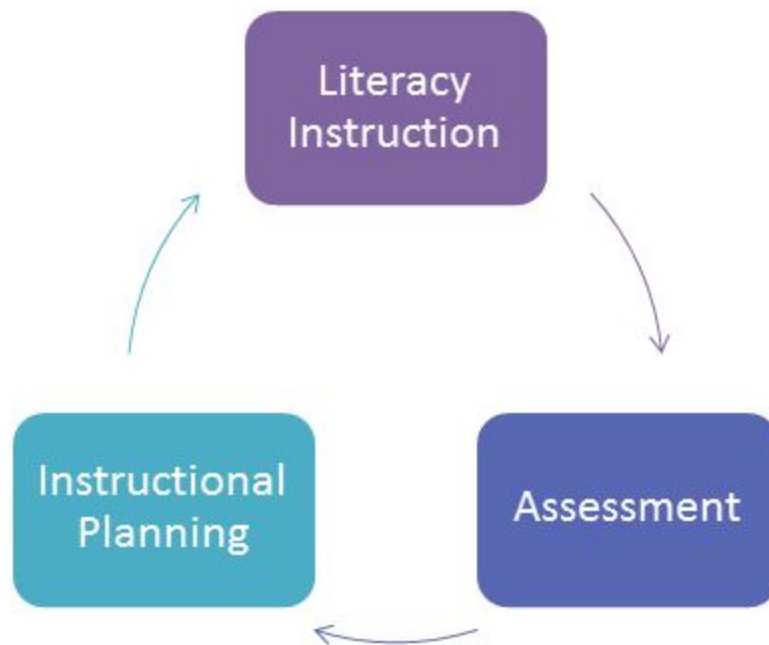 Literacy
Instruction
Assessment
Instructional
Planning